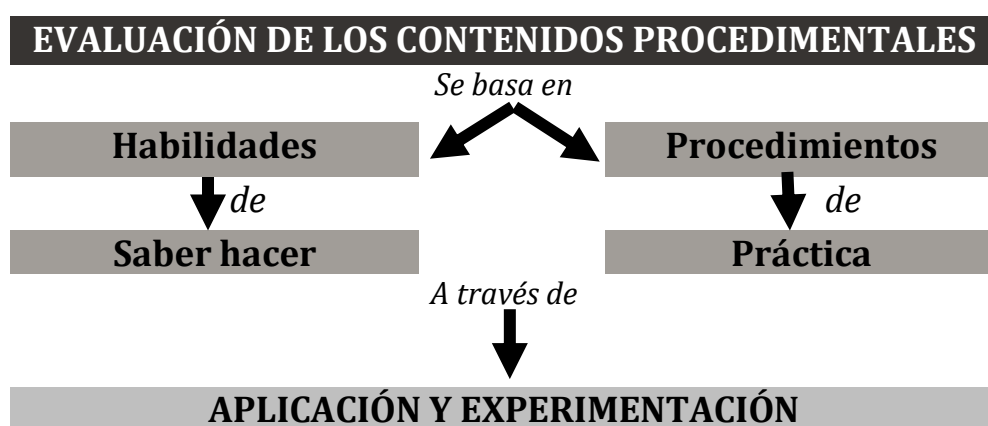 EVALUACIÓN DE LOS CONTENIDOS PROCEDIMENTALES
Se basa en
Habilidades
Procedimientos
de
de
Saber hacer
Práctica
A través de
APLICACIÓN Y EXPERIMENTACIÓN